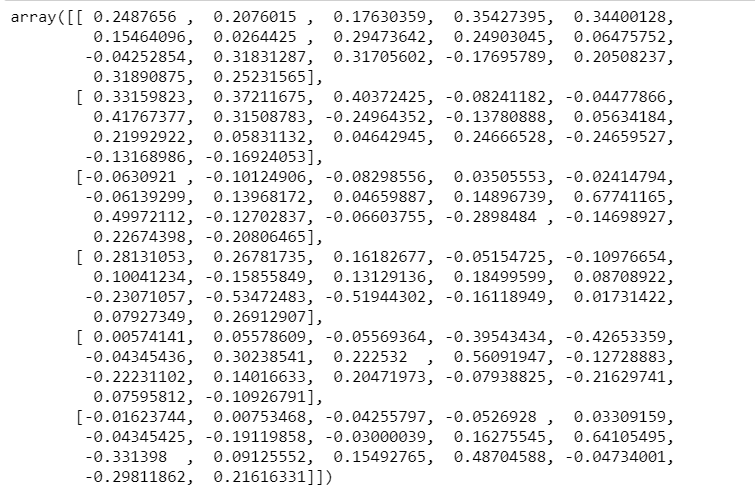 array([[ 0.2487656 ,  0.2076015 ,  0.17630359,  0.35427395,  0.34400128,
         0.15464096,  0.0264425 ,  0.29473642,  0.24903045,  0.06475752,
        -0.04252854,  0.31831287,  0.31705602, -0.17695789,  0.20508237,
         0.31890875,  0.25231565],
       [ 0.33159823,  0.37211675,  0.40372425, -0.08241182, -0.04477866,
         0.41767377,  0.31508783, -0.24964352, -0.13780888,  0.05634184,
         0.21992922,  0.05831132,  0.04642945,  0.24666528, -0.24659527,
        -0.13168986, -0.16924053],
       [-0.0630921 , -0.10124906, -0.08298556,  0.03505553, -0.02414794,
        -0.06139299,  0.13968172,  0.04659887,  0.14896739,  0.67741165,
         0.49972112, -0.12702837, -0.06603755, -0.2898484 , -0.14698927,
         0.22674398, -0.20806465],
       [ 0.28131053,  0.26781735,  0.16182677, -0.05154725, -0.10976654,
         0.10041234, -0.15855849,  0.13129136,  0.18499599,  0.08708922,
        -0.23071057, -0.53472483, -0.51944302, -0.16118949,  0.01731422,
         0.07927349,  0.26912907],
       [ 0.00574141,  0.05578609, -0.05569364, -0.39543434, -0.42653359,
        -0.04345436,  0.30238541,  0.222532  ,  0.56091947, -0.12728883,
        -0.22231102,  0.14016633,  0.20471973, -0.07938825, -0.21629741,
         0.07595812, -0.10926791],
       [-0.01623744,  0.00753468, -0.04255797, -0.0526928 ,  0.03309159,
        -0.04345425, -0.19119858, -0.03000039,  0.16275545,  0.64105495,
        -0.331398  ,  0.09125552,  0.15492765,  0.48704588, -0.04734001,
        -0.29811862,  0.21616331]])